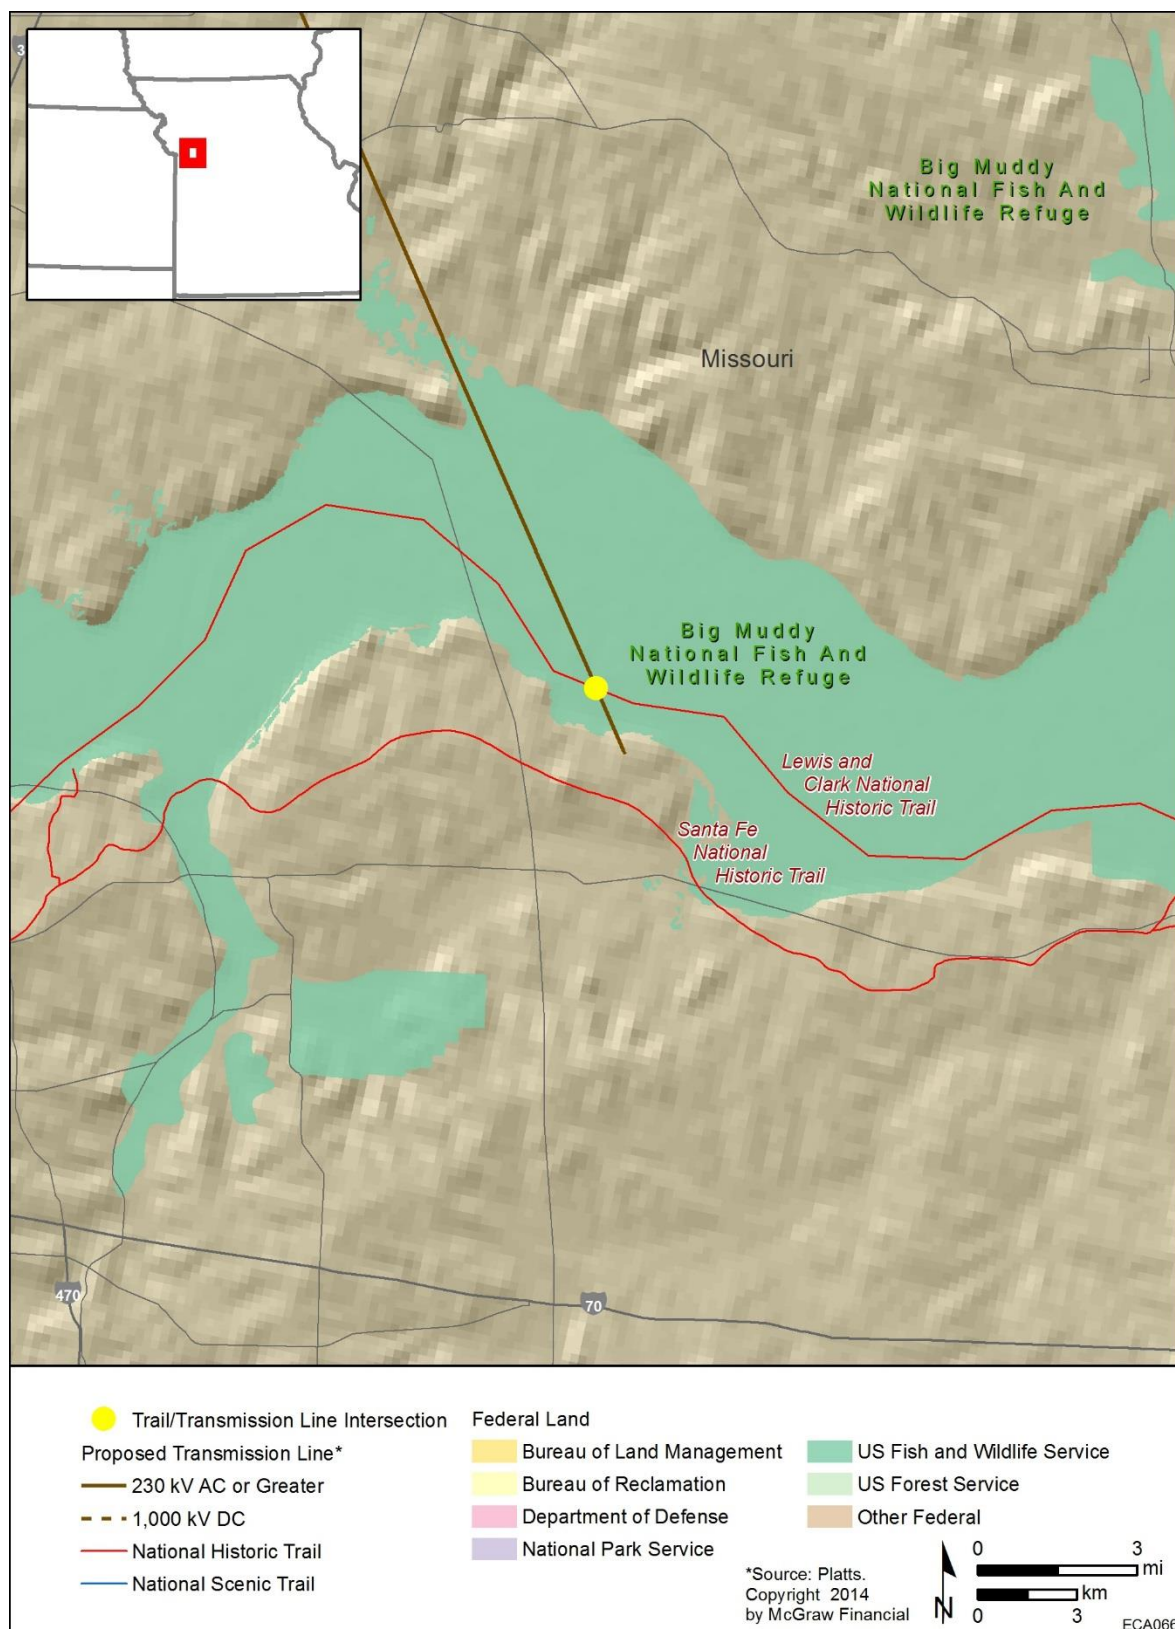 3
Big Muddy
National Fish And
Wildlife Refuge
Missouri
Big Muddy
National Fish And
Wildlife Refuge
Lewis and
Clark National
Historic Trail
Santa Fe
National
Historic Trail
470
70
Trail/Transmission Line Intersection
Proposed Transmission Line*
230 kV AC or Greater
1,000 kV DC
National Historic Trail
National Scenic Trail
Federal Land
Bureau of Land Management
Bureau of Reclamation
Department of Defense
National Park Service
US Fish and Wildlife Service
US Forest Service
Other Federal
*Source: Platts.
Copyright 2014
by McGraw Financial
N
0 3
mi
km
0 3
ECA066